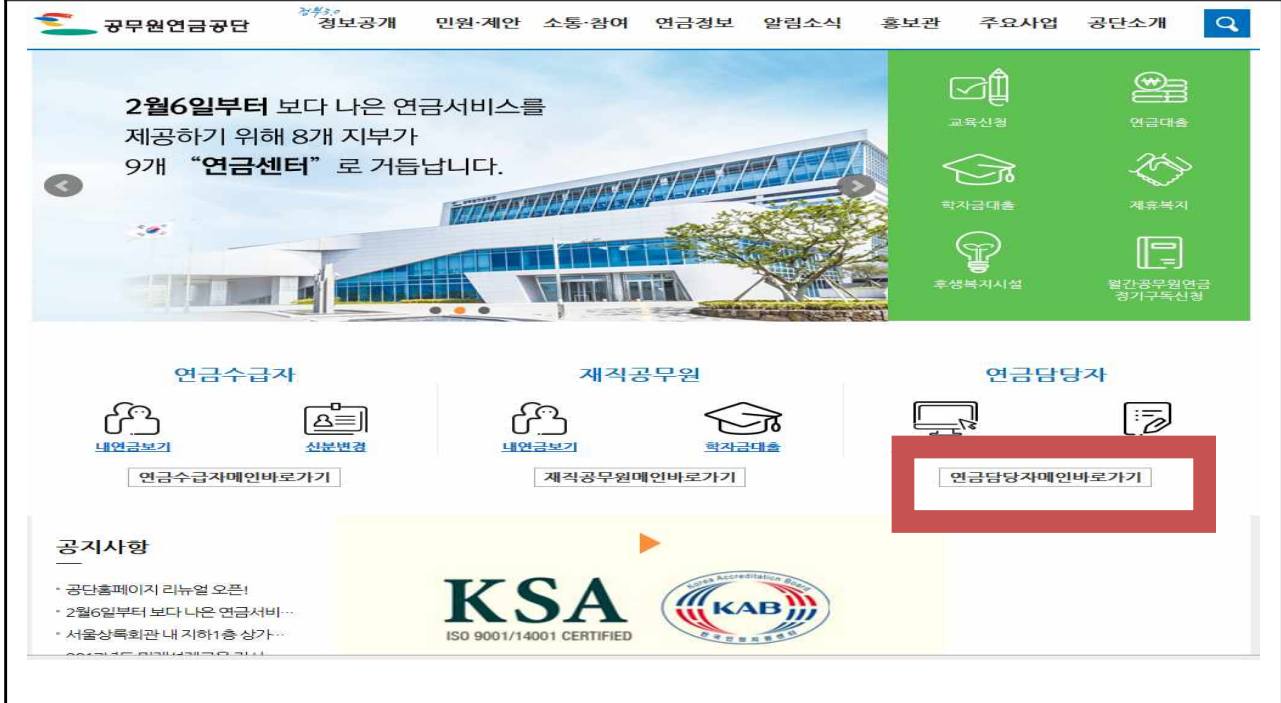 공무원연금공단
정부3.0
정보공개 민원·제안 소통·참여 연금정보 알림소식 홍보관 주요사업 공단소개
2월6일부터 보다 나은 연금서비스를
제공하기 위해 8개 지부가
9개 “연금센터”로 거듭납니다.
교육신청 연금대출
학자금대출 제휴복지
후생복지시설 월간공무원연금
정기구독신청
연금수급자 재직공무원 연금담당자
내연금보기 신분변경 내연금보기 학자금대출
연금수급자메인바로가기 재직공무원메인바로가기 연금담당자메인바로가기
공지사항
· 공단홈페이지 리뉴얼 오픈!
· 2월6일부터 보다 나은 연금서비…
· 서울상록회관 내 지하1층 상가…
KSA
ISO 9001/14001 CERTIFIED
Korea Accreditation Board
KAB
한국인정지원센터